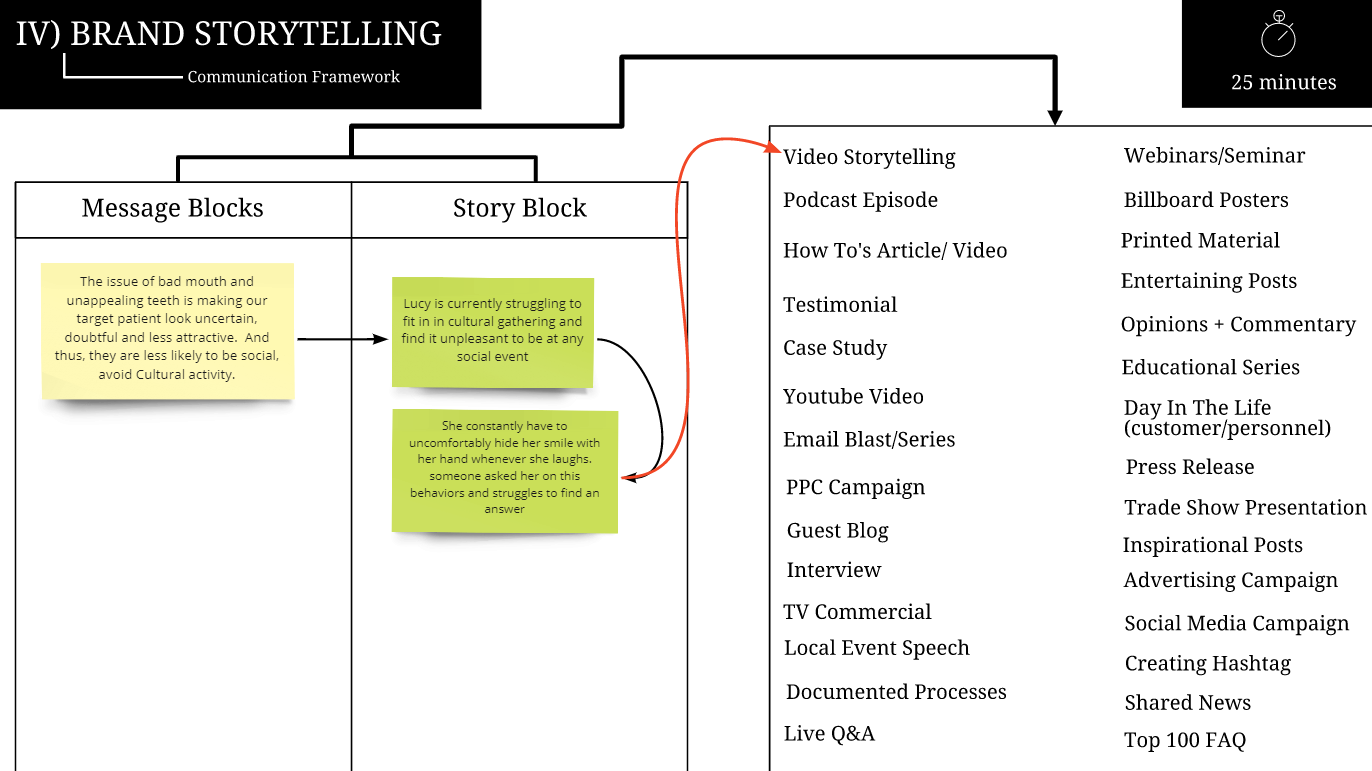 IV) BRAND STORYTELLING
Communication Framework
25 minutes
Message Blocks
Story Block
The issue of bad mouth and
unappealing teeth is making our
target patient look uncertain,
doubtful and less attractive. And
thus, they are less likely to be social,
avoid Cultural activity.
Lucy is currently struggling to
fit in in cultural gathering and
find it unpleasant to be at any
social event
She constantly have to
uncomfortably hide her smile with
her hand whenever she laughs.
someone asked her on this
behaviors and struggles to find an
answer
Video Storytelling
Podcast Episode
How To's Article/ Video
Testimonial
Case Study
Youtube Video
Email Blast/Series
PPC Campaign
Guest Blog
Interview
TV Commercial
Local Event Speech
Documented Processes
Live Q&A
Webinars/Seminar
Billboard Posters
Printed Material
Entertaining Posts
Opinions + Commentary
Educational Series
Day In The Life
(customer/personnel)
Press Release
Trade Show Presentation
Inspirational Posts
Advertising Campaign
Social Media Campaign
Creating Hashtag
Shared News
Top 100 FAQ